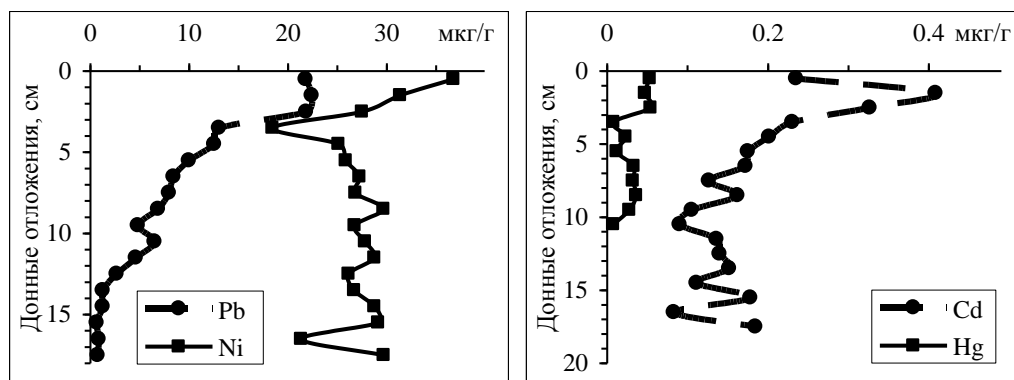 0 10 20 30 мкг/г
0
5
10
15
Донные отложения, см
Pb
Ni
0 0.2 0.4 мкг/г
0
5
10
15
20
Донные отложения, см
Cd
Hg